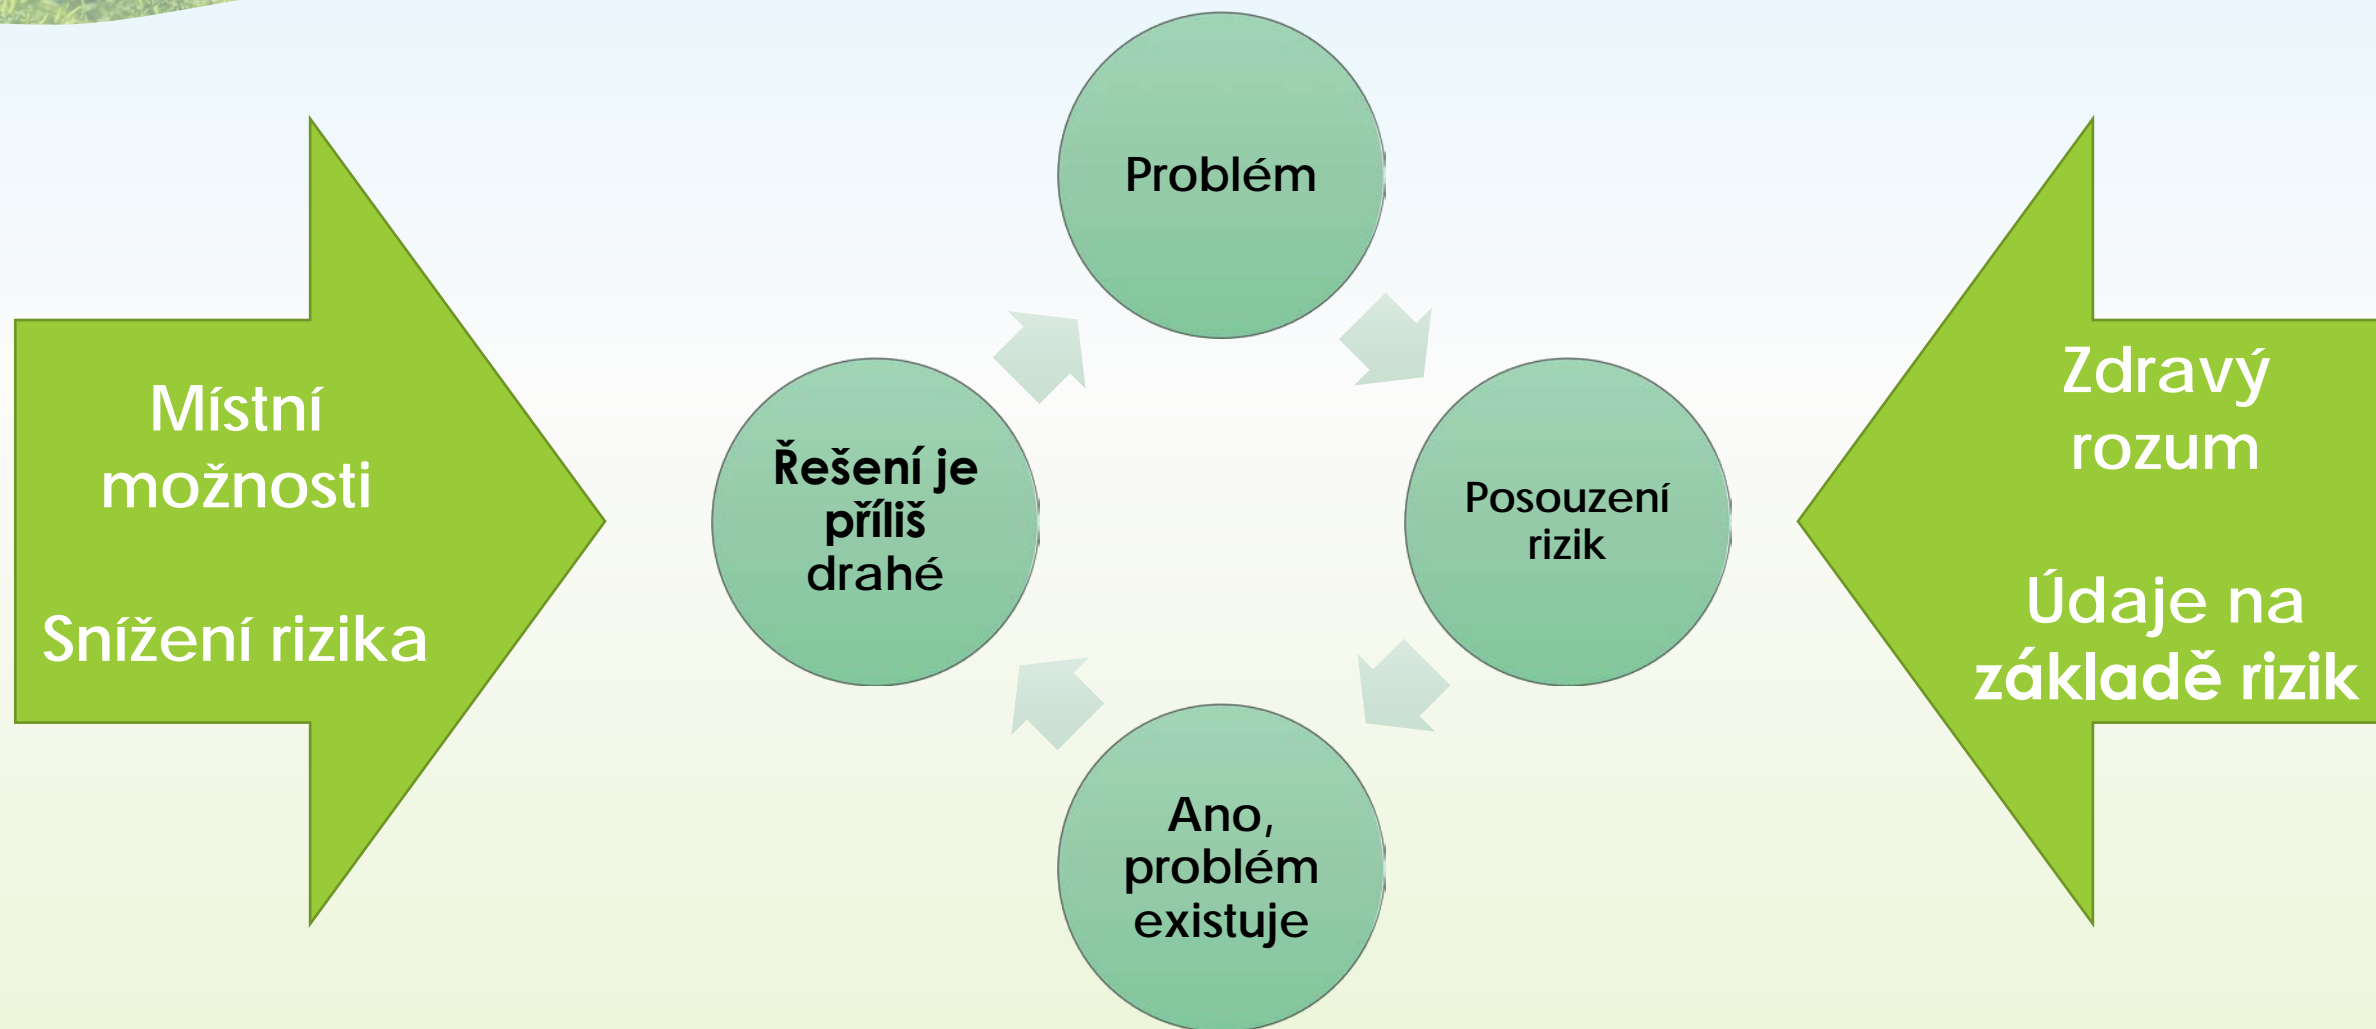 Problém
Místní
možnosti
Snížení rizika
Řešení je
příliš
drahé
Posouzení
rizik
Ano,
problém
existuje
Zdravý
rozum
Údaje na
základě rizik